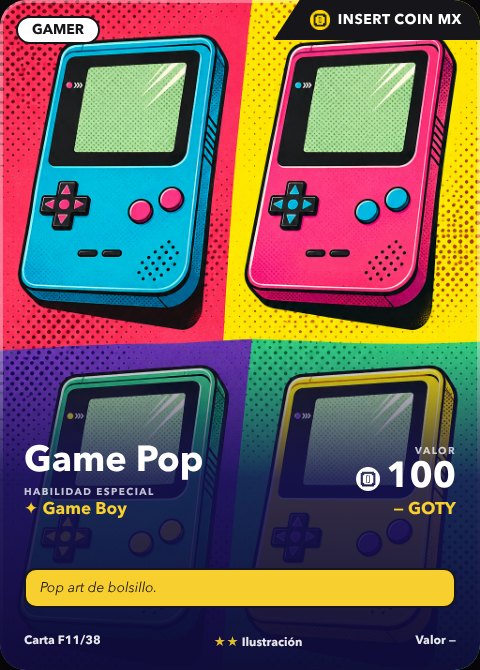 GAMER
INSERT COIN MX
Game Pop
VALOR
100
HABILIDAD ESPECIAL
✦ Game Boy
— GOTY
Pop art de bolsillo.
Carta F11/38
★★ Ilustración
Valor —